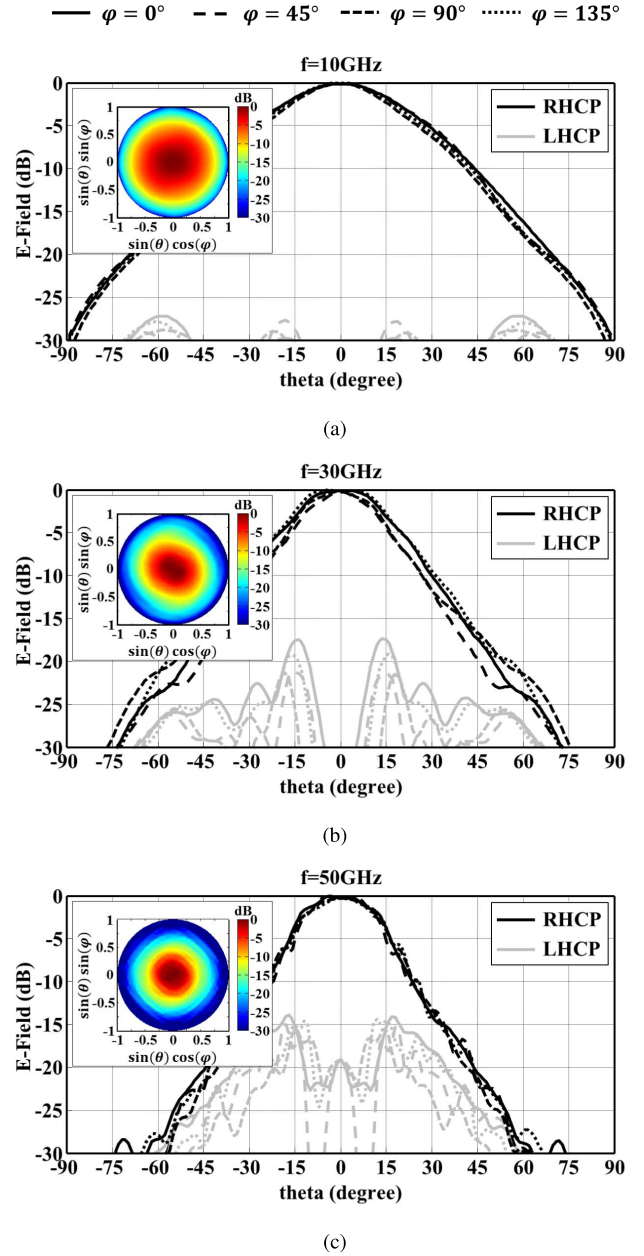 φ = 0° φ = 45° φ = 90° φ = 135°
f=10GHz
E-Field (dB)
0
-5
-10
-15
-20
-25
-30
-90 -75 -60 -45 -30 -15 0 15 30 45 60 75 90
theta (degree)
sin(θ) sin(φ)
1
0.5
0
-0.5
-1
-1 -0.5 0 0.5 1
sin(θ) cos(φ)
dB
0
-5
-10
-15
-20
-25
-30
RHCP
LHCP
(a)
f=30GHz
E-Field (dB)
0
-5
-10
-15
-20
-25
-30
-90 -75 -60 -45 -30 -15 0 15 30 45 60 75 90
theta (degree)
sin(θ) sin(φ)
1
0.5
0
-0.5
-1
-1 -0.5 0 0.5 1
sin(θ) cos(φ)
dB
0
-5
-10
-15
-20
-25
-30
RHCP
LHCP
(b)
f=50GHz
E-Field (dB)
0
-5
-10
-15
-20
-25
-30
-90 -75 -60 -45 -30 -15 0 15 30 45 60 75 90
theta (degree)
sin(θ) sin(φ)
1
0.5
0
-0.5
-1
-1 -0.5 0 0.5 1
sin(θ) cos(φ)
dB
0
-5
-10
-15
-20
-25
-30
RHCP
LHCP
(c)